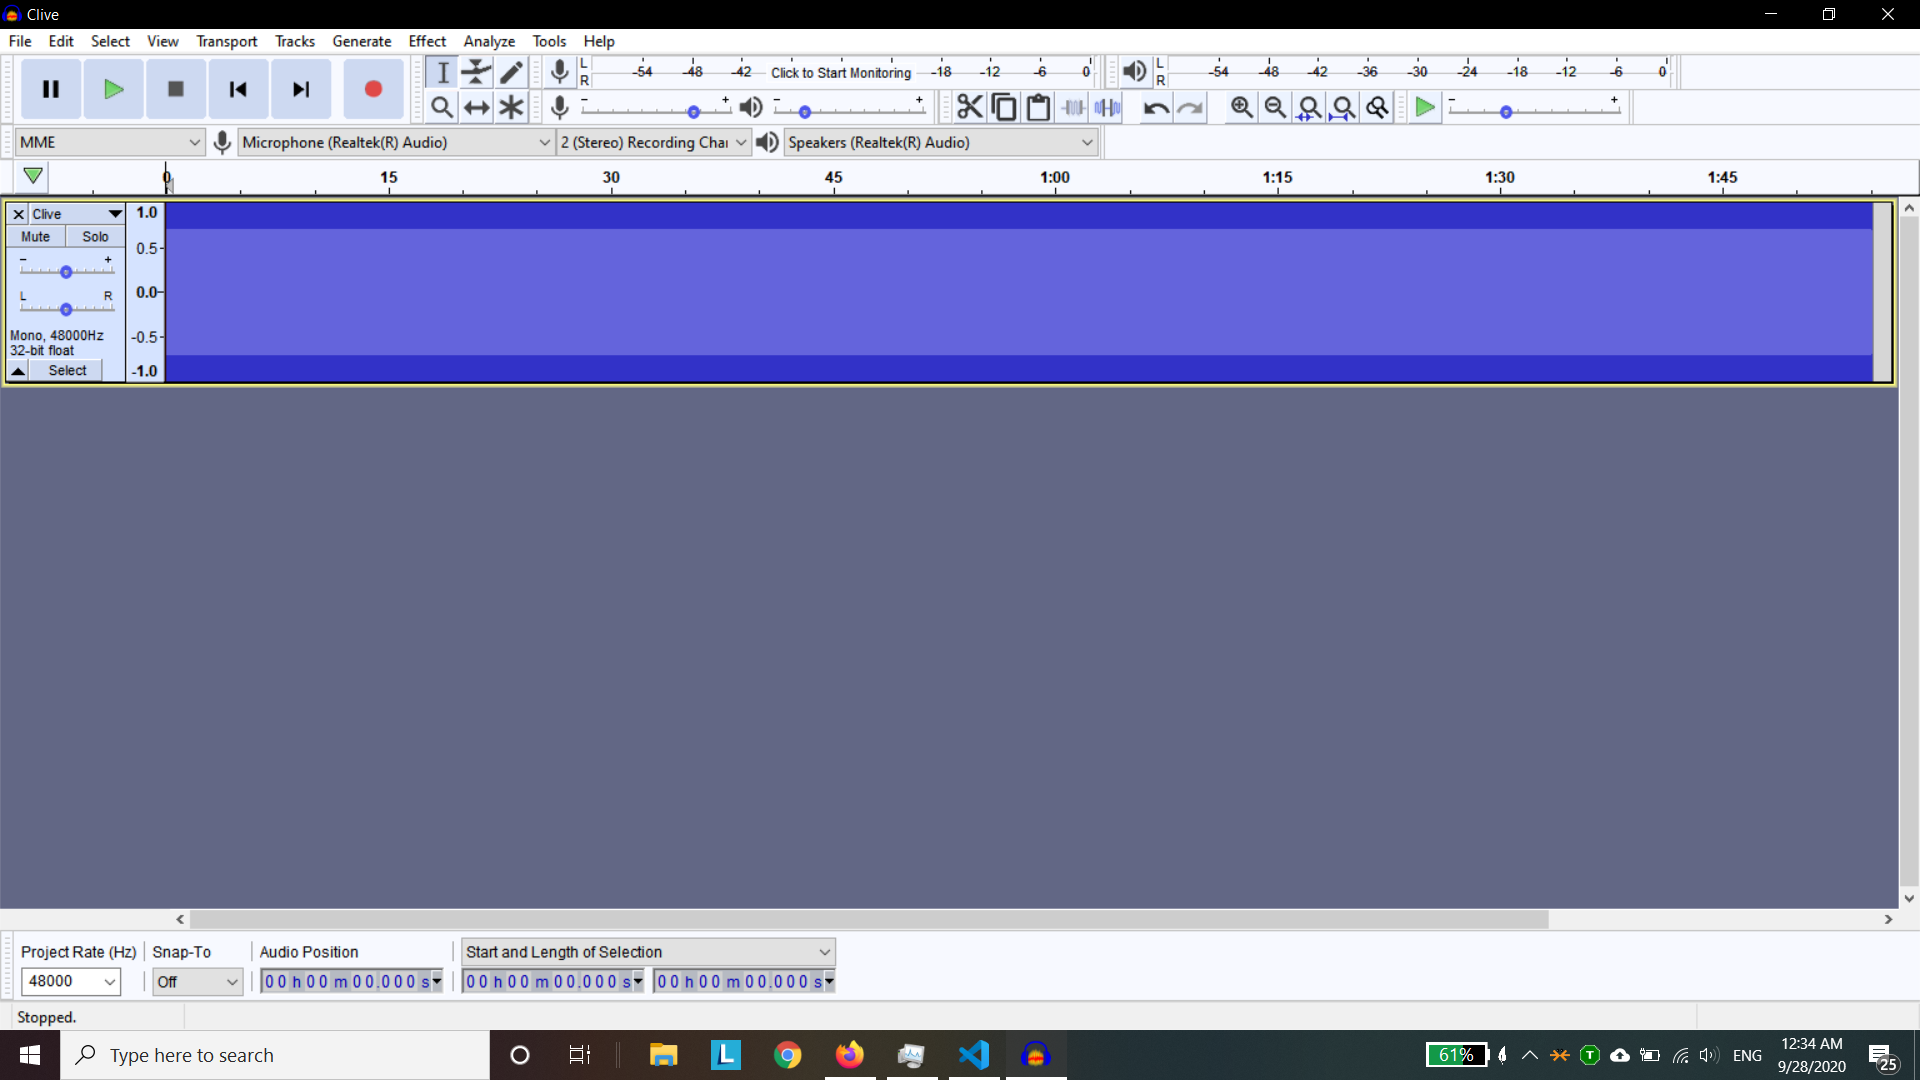 Clive
File Edit Select View Transport Tracks Generate Effect Analyze Tools Help
L R -54 -48 -42 Click to Start Monitoring -18 -12 -6 0 L R -54 -48 -42 -36 -30 -24 -18 -12 -6 0
- + - + - +
MME Microphone (Realtek(R) Audio) 2 (Stereo) Recording Chai Speakers (Realtek(R) Audio)
0 15 30 45 1:00 1:15 1:30 1:45
Clive 1.0
Mute Solo 0.5
- +
L R 0.0
Mono, 48000Hz -0.5
32-bit float
Select -1.0
Project Rate (Hz) Snap-To Audio Position Start and Length of Selection
48000 Off 00 h 00 m 00.000 s 00 h 00 m 00.000 s 00 h 00 m 00.000 s
Stopped.
Type here to search L 61% T ENG 12:34 AM
9/28/2020 25